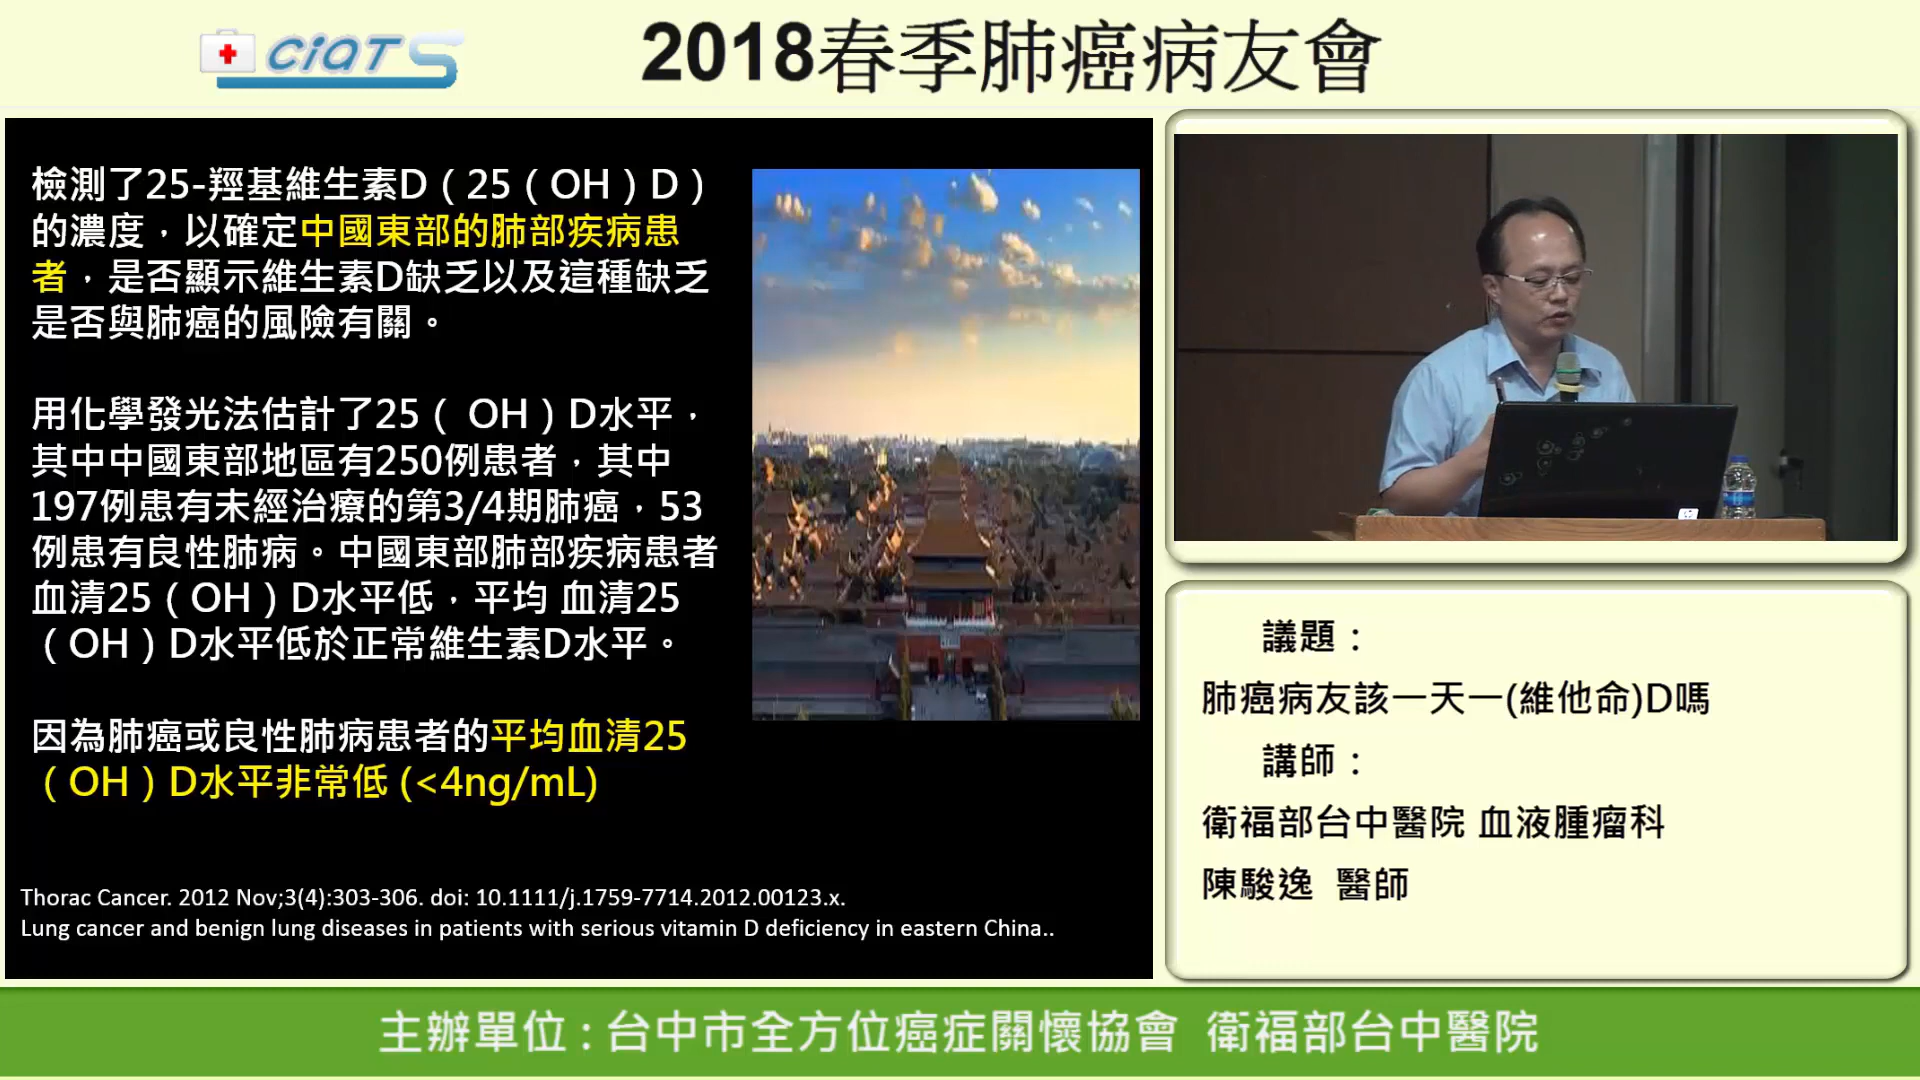 CiATS
2018春季肺癌病友會
檢測了25-羥基維生素D（25（OH）D）
的濃度，以確定中國東部的肺部疾病患
者，是否顯示維生素D缺乏以及這種缺乏
是否與肺癌的風險有關。
用化學發光法估計了25（ OH）D水平，
其中中國東部地區有250例患者，其中
197例患有未經治療的第3/4期肺癌，53
例患有良性肺病。中國東部肺部疾病患者
血清25（OH）D水平低，平均 血清25
（OH）D水平低於正常維生素D水平。
因為肺癌或良性肺病患者的平均血清25
（OH）D水平非常低 (<4ng/mL)
Thorac Cancer. 2012 Nov;3(4):303-306. doi: 10.1111/j.1759-7714.2012.00123.x.
Lung cancer and benign lung diseases in patients with serious vitamin D deficiency in eastern China..
議題：
肺癌病友該一天一(維他命)D嗎
講師：
衛福部台中醫院 血液腫瘤科
陳駿逸 醫師
主辦單位：台中市全方位癌症關懷協會 衛福部台中醫院